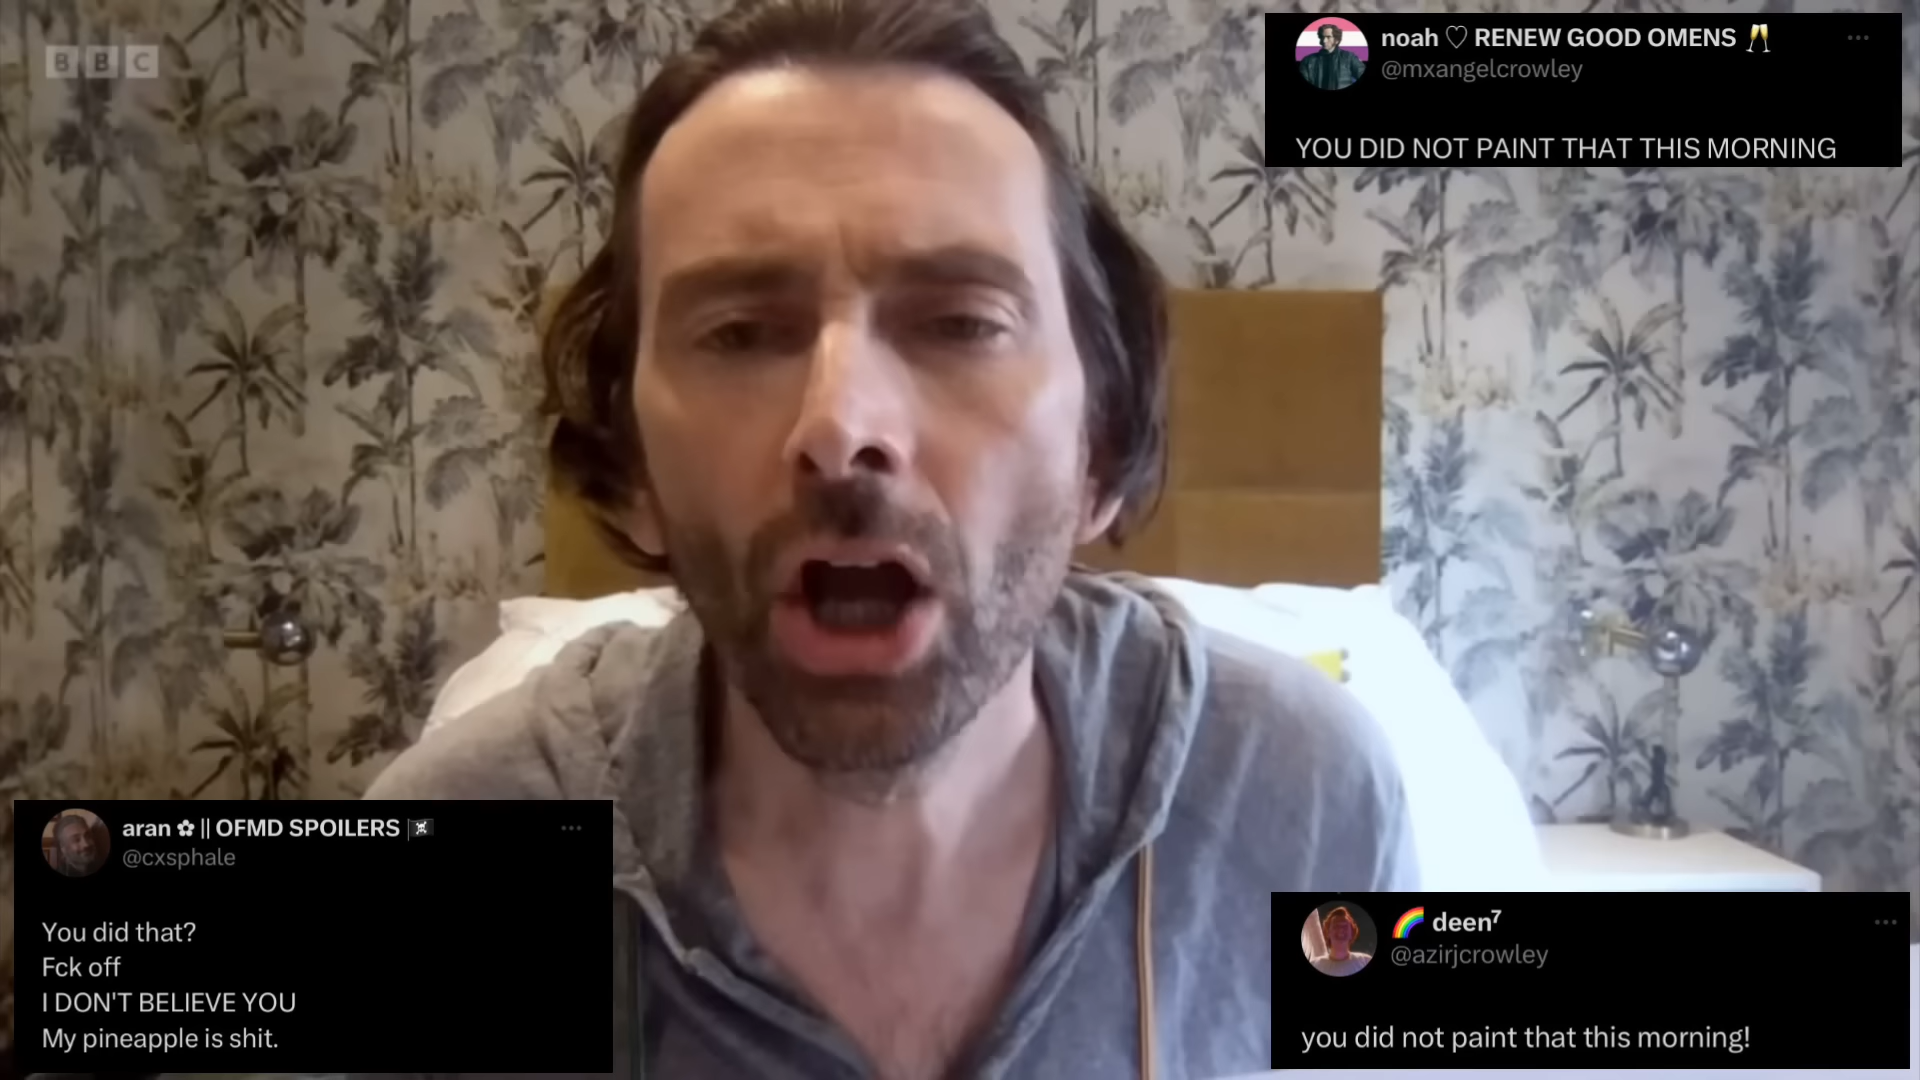 BBC
noah ♡ RENEW GOOD OMENS 🥂
@mxangelcrowley
YOU DID NOT PAINT THAT THIS MORNING
aran ✿ || OFMD SPOILERS 🏴‍☠️
@cxsphale
You did that?
Fck off
I DON'T BELIEVE YOU
My pineapple is shit.
🌈 deen⁷
@azirjcrowley
you did not paint that this morning!